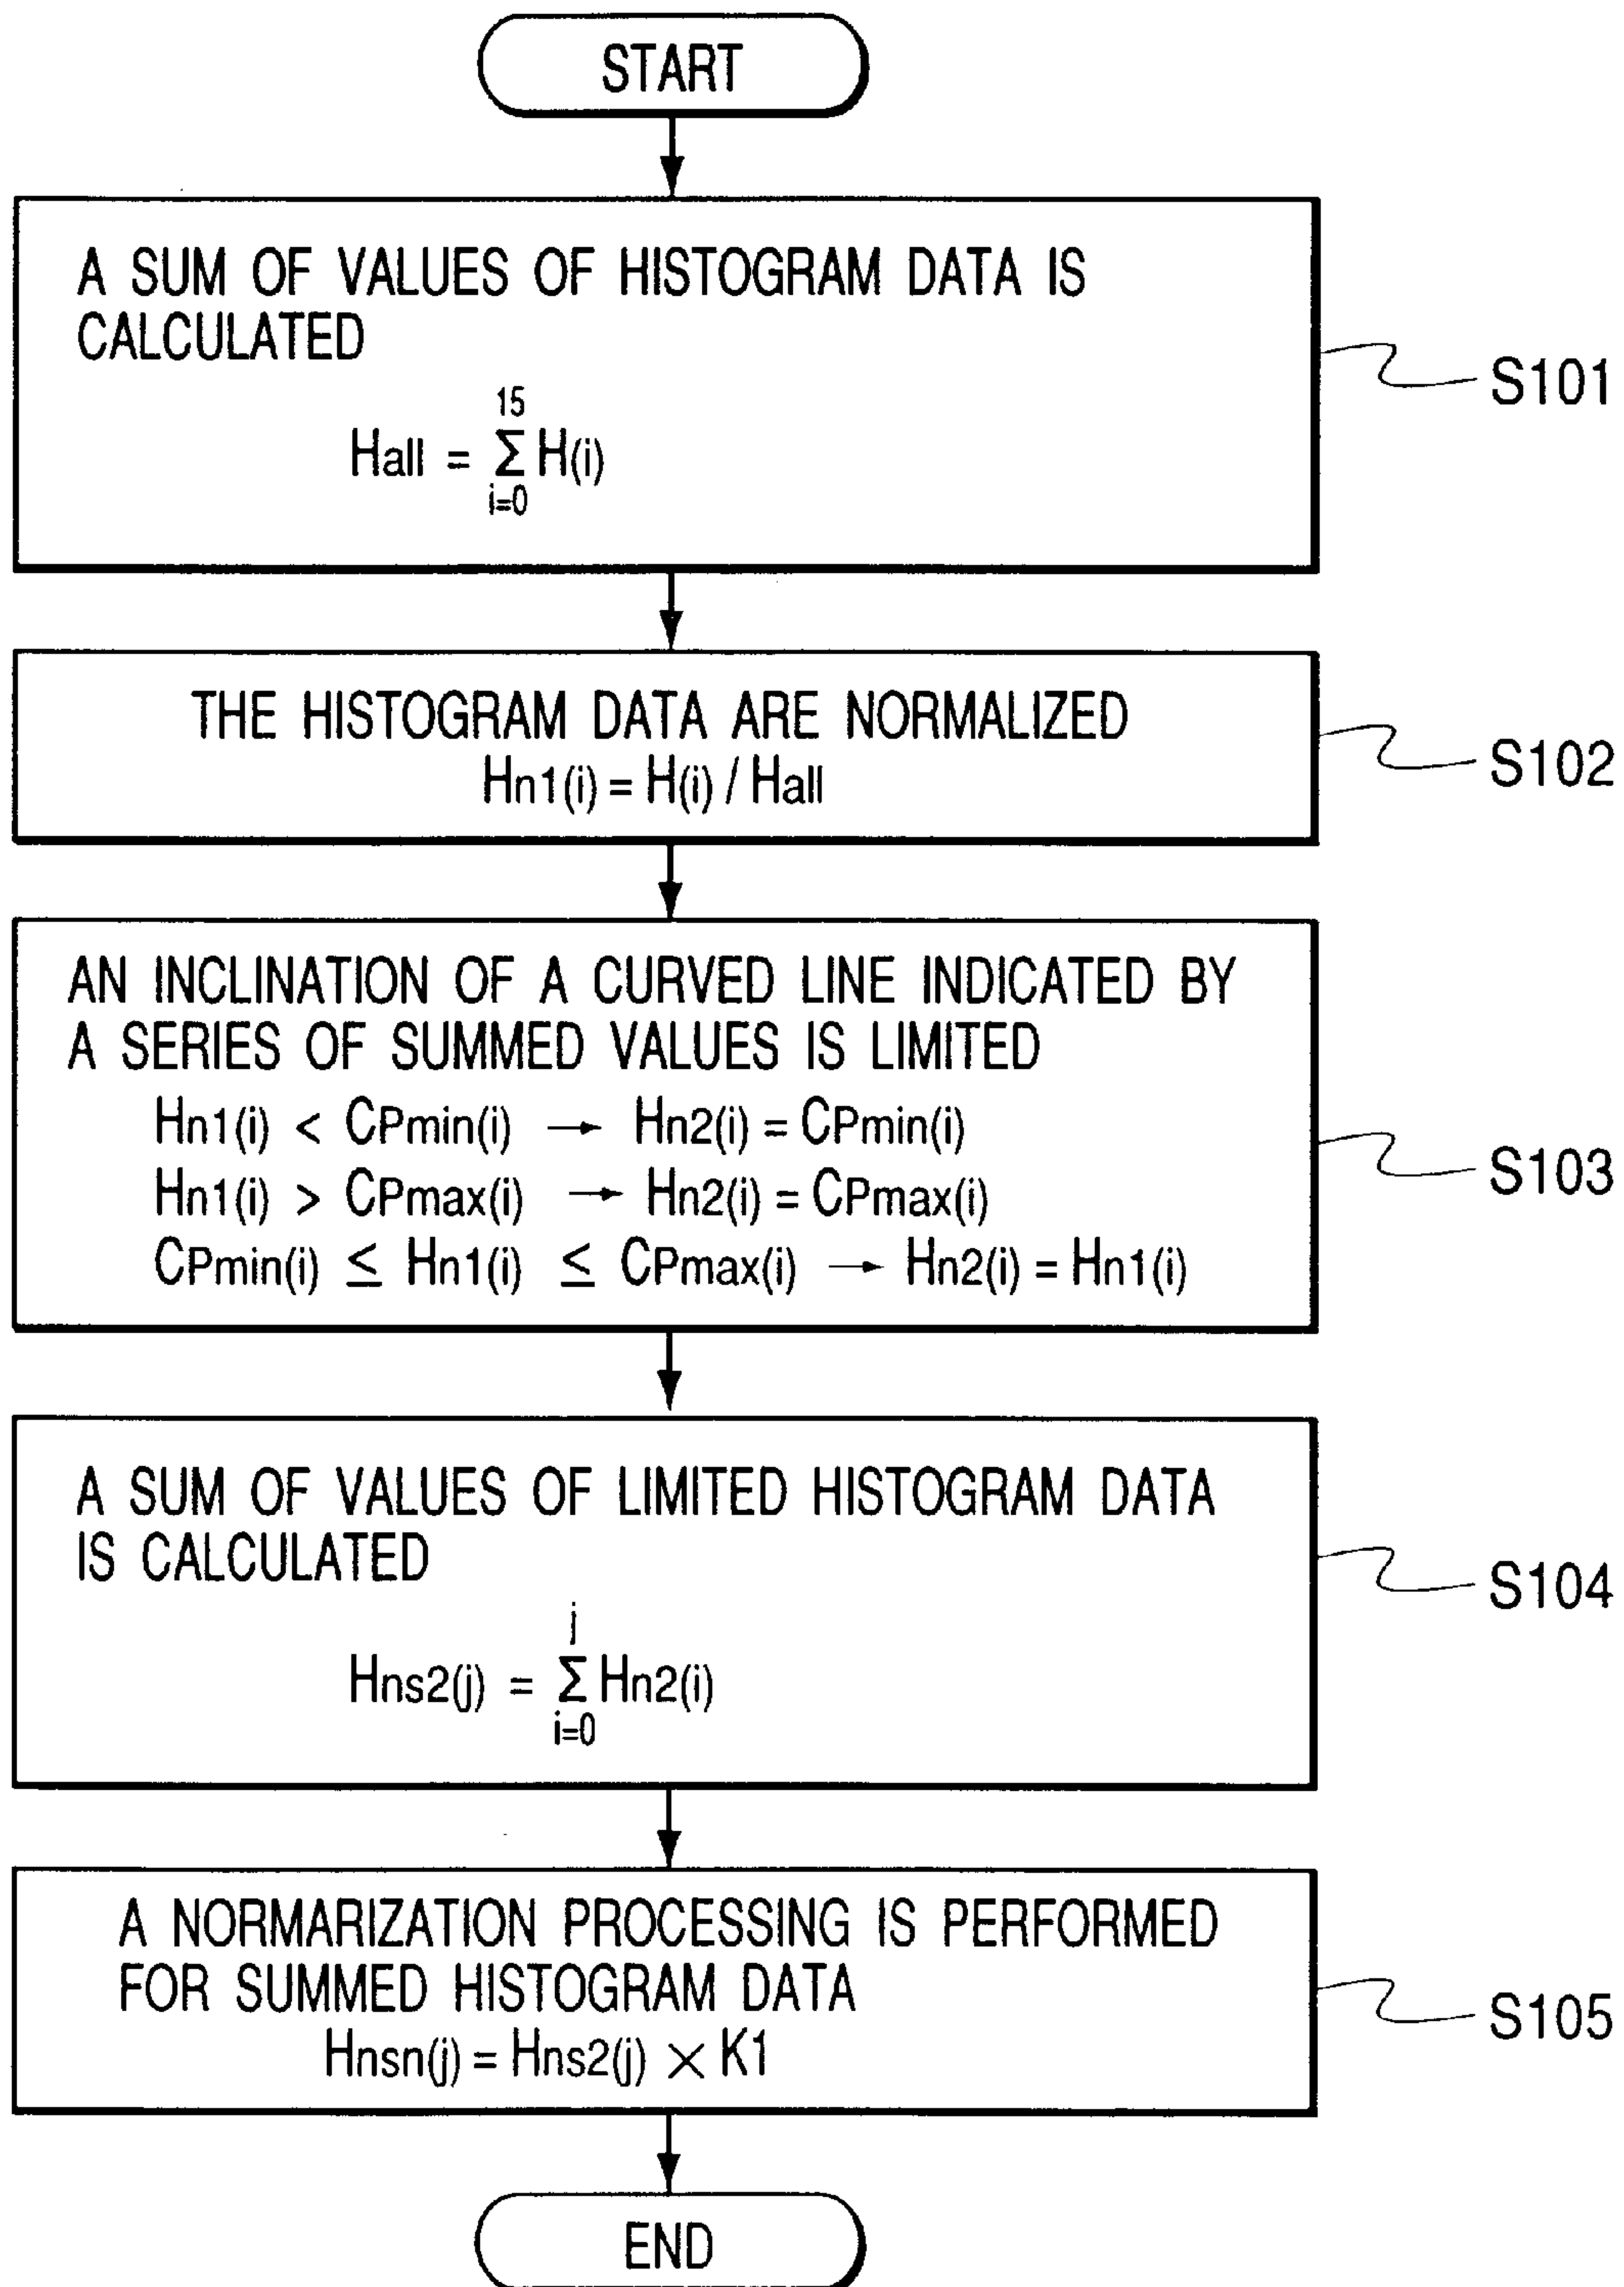 START
A SUM OF VALUES OF HISTOGRAM DATA IS
CALCULATED
15
Hall = Σ H(i)
i=0
S101
THE HISTOGRAM DATA ARE NORMALIZED
Hn1(i) = H(i) / Hall
S102
AN INCLINATION OF A CURVED LINE INDICATED BY
A SERIES OF SUMMED VALUES IS LIMITED
Hn1(i) < CPmin(i) → Hn2(i) = CPmin(i)
Hn1(i) > CPmax(i) → Hn2(i) = CPmax(i)
CPmin(i) ≤ Hn1(i) ≤ CPmax(i) → Hn2(i) = Hn1(i)
S103
A SUM OF VALUES OF LIMITED HISTOGRAM DATA
IS CALCULATED
j
Hns2(j) = Σ Hn2(i)
i=0
S104
A NORMARIZATION PROCESSING IS PERFORMED
FOR SUMMED HISTOGRAM DATA
Hnsn(j) = Hns2(j) × K1
S105
END